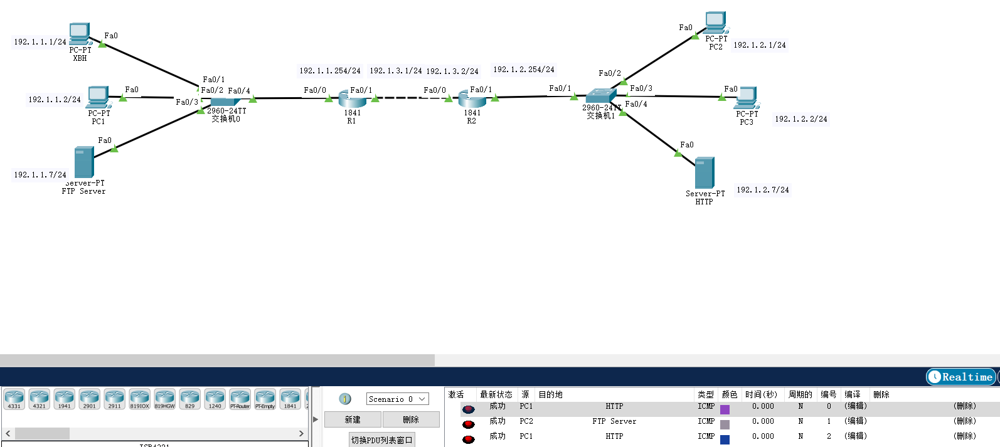 192.1.1.1/24
Fa0
PC-PT
XBH
192.1.1.2/24
Fa0
PC-PT
PC1
192.1.1.7/24
Fa0
Server-PT
FTP Server
Fa0/1
Fa0/2
Fa0/3
Fa0/4
2960-24TT
交换机0
192.1.1.254/24
192.1.3.1/24
Fa0/0
Fa0/1
1841
R1
192.1.3.2/24
192.1.2.254/24
Fa0/0
Fa0/1
1841
R2
Fa0/1
Fa0/2
Fa0/3
Fa0/4
2960-24TT
交换机1
Fa0
PC-PT
PC2
192.1.2.1/24
Fa0
PC-PT
PC3
192.1.2.2/24
Fa0
Server-PT
HTTP
192.1.2.7/24
Realtime
4331 4321 1941 2901 2911 819IOX 819HGW 829 1240 PT-Router PT-Empty 1841
Scenario 0
新建 删除
切换PDU列表窗口
激活 最新状态 源 目的地 类型 颜色 时间(秒) 周期的 编号 编译 删除
成功 PC1 HTTP ICMP 0.000 N 0 (编辑) (删除)
成功 PC2 FTP Server ICMP 0.000 N 1 (编辑) (删除)
成功 PC1 HTTP ICMP 0.000 N 2 (编辑) (删除)